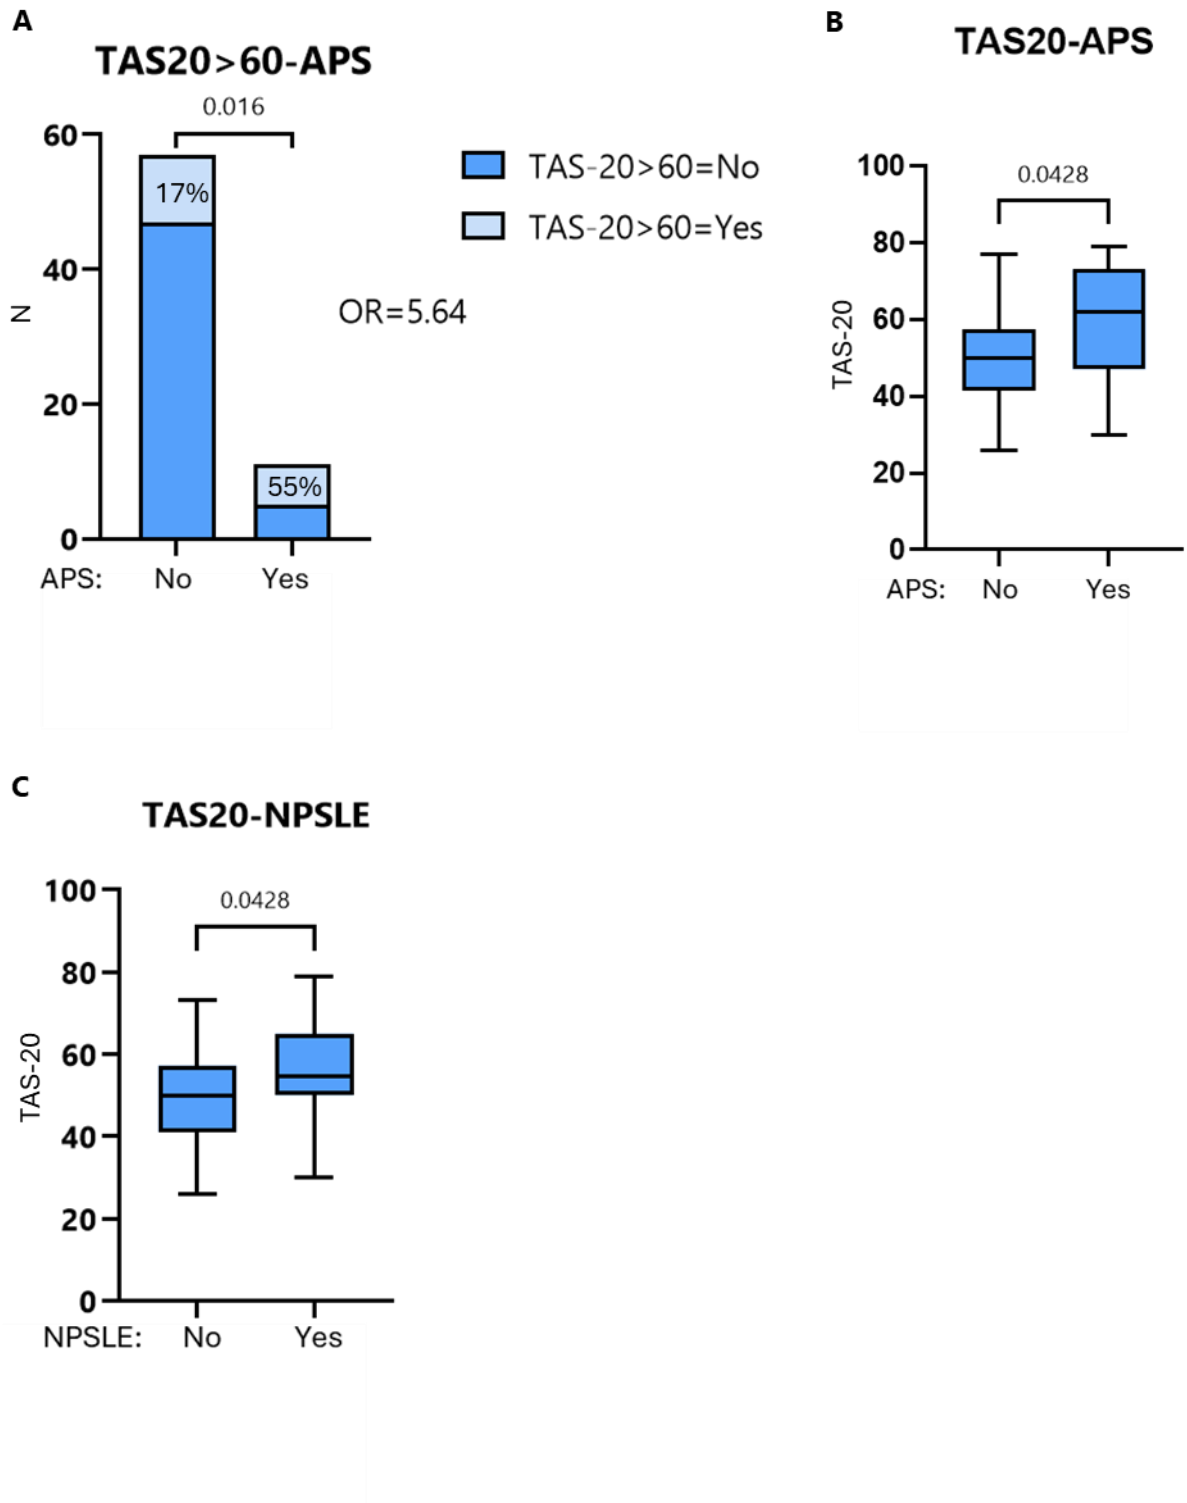 A
TAS20>60-APS
0.016
60
40
20
0
N
17%
55%
APS: No Yes
TAS-20>60=No
TAS-20>60=Yes
OR=5.64
B
TAS20-APS
0.0428
100
80
60
40
20
0
TAS-20
APS: No Yes
C
TAS20-NPSLE
0.0428
100
80
60
40
20
0
TAS-20
NPSLE: No Yes